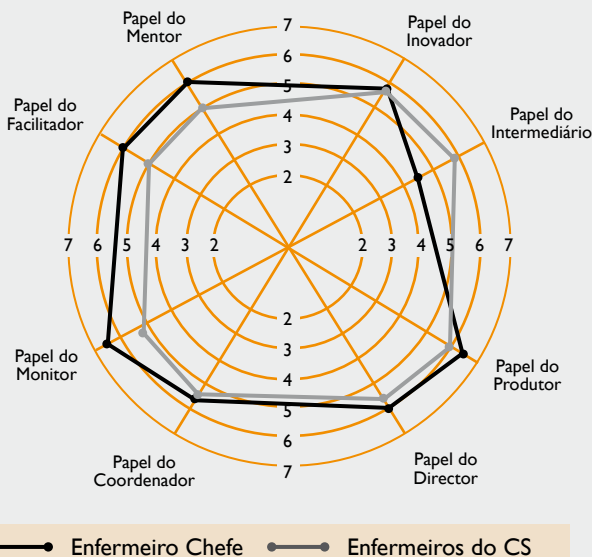 Papel do
Mentor
7
Papel do
Inovador
6
5
Papel do
Facilitador
4
Papel do
Intermediário
3
2
7 6 5 4 3 2
2 3 4 5 6 7
2
3
Papel do
Monitor
4
Papel do
Produtor
5
Papel do
Coordenador
6
Papel do
Director
7
Enfermeiro Chefe
Enfermeiros do CS